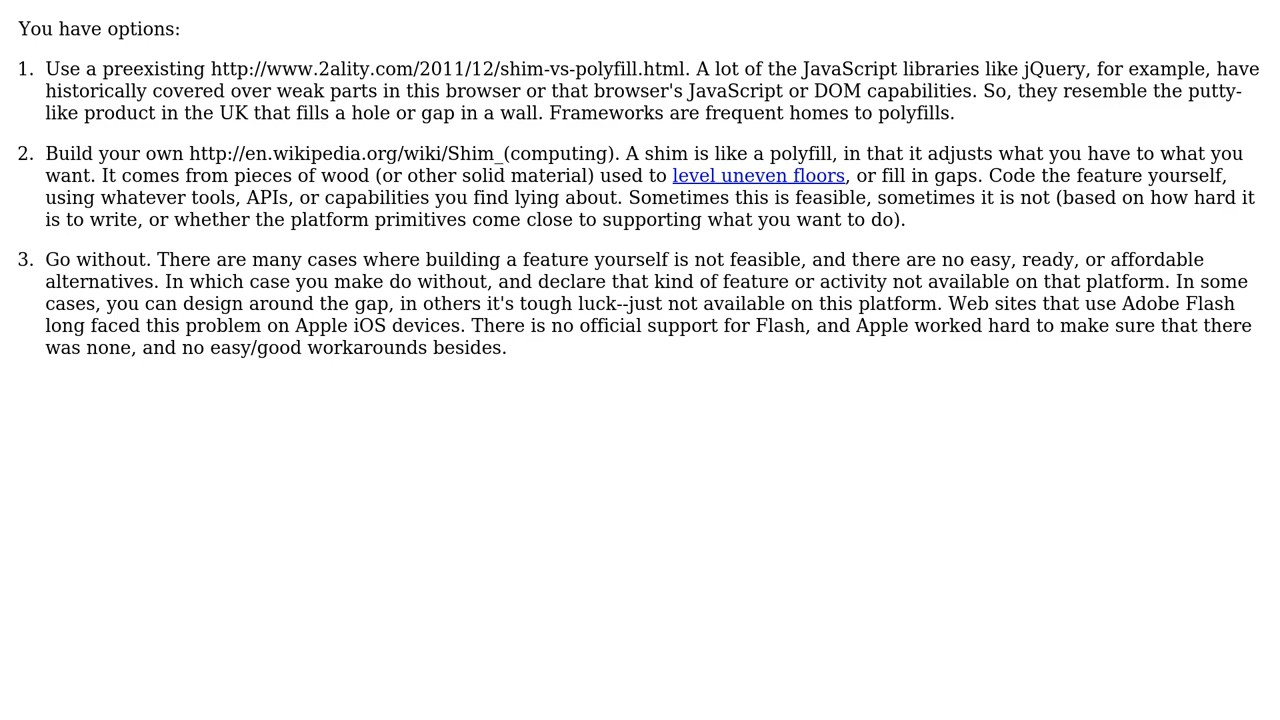 You have options:
1. Use a preexisting http://www.2ality.com/2011/12/shim-vs-polyfill.html. A lot of the JavaScript libraries like jQuery, for example, have
historically covered over weak parts in this browser or that browser's JavaScript or DOM capabilities. So, they resemble the putty-
like product in the UK that fills a hole or gap in a wall. Frameworks are frequent homes to polyfills.
2. Build your own http://en.wikipedia.org/wiki/Shim_(computing). A shim is like a polyfill, in that it adjusts what you have to what you
want. It comes from pieces of wood (or other solid material) used to level uneven floors, or fill in gaps. Code the feature yourself,
using whatever tools, APIs, or capabilities you find lying about. Sometimes this is feasible, sometimes it is not (based on how hard it
is to write, or whether the platform primitives come close to supporting what you want to do).
3. Go without. There are many cases where building a feature yourself is not feasible, and there are no easy, ready, or affordable
alternatives. In which case you make do without, and declare that kind of feature or activity not available on that platform. In some
cases, you can design around the gap, in others it's tough luck--just not available on this platform. Web sites that use Adobe Flash
long faced this problem on Apple iOS devices. There is no official support for Flash, and Apple worked hard to make sure that there
was none, and no easy/good workarounds besides.